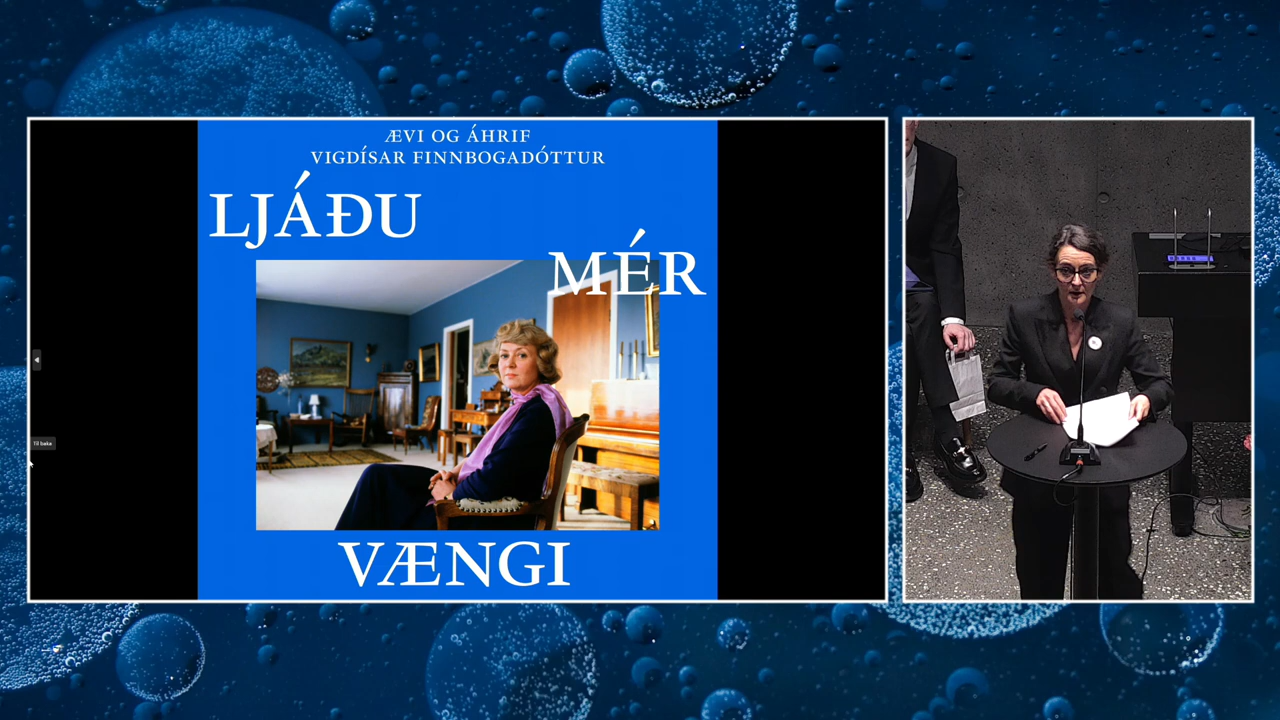 ÆVI OG ÁHRIF
VIGDÍSAR FINNBOGADÓTTUR
LJÁÐU
MÉR
VÆNGI
Til baka